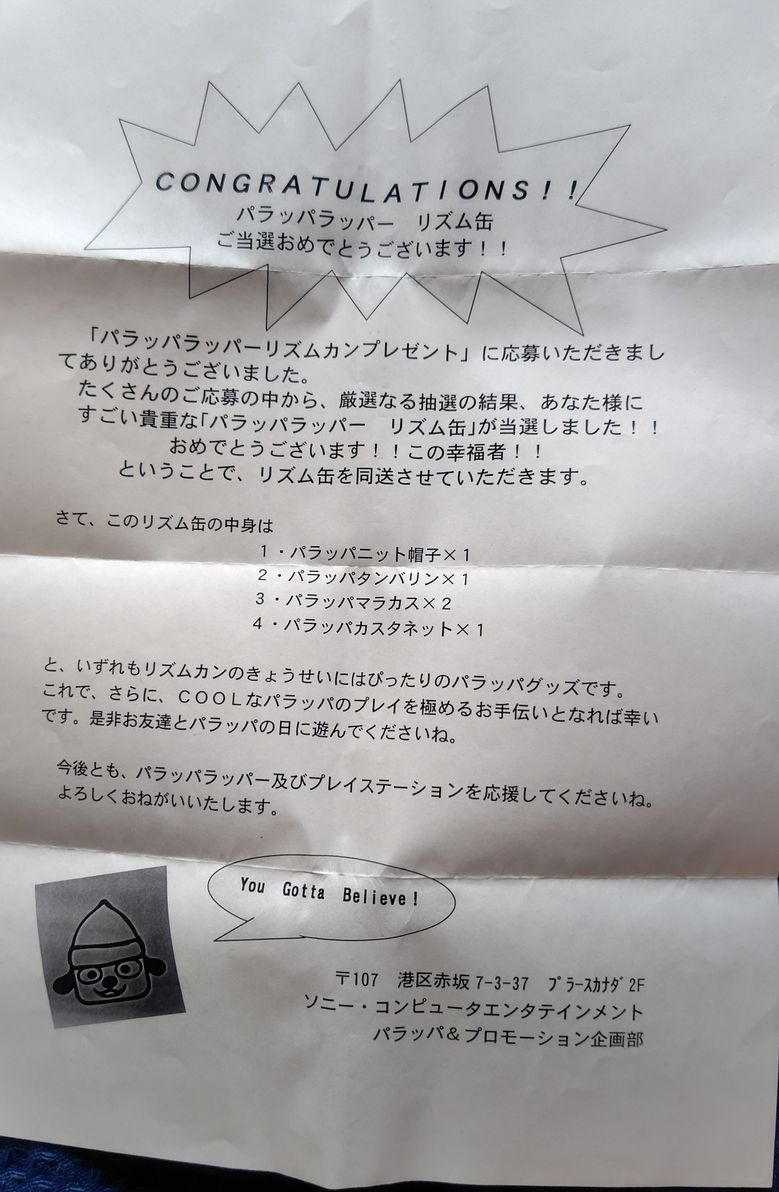 CONGRATULATIONS!!
パラッパラッパー　リズム缶
ご当選おめでとうございます！！
「パラッパラッパーリズムカンプレゼント」に応募いただきまし
てありがとうございました。
たくさんのご応募の中から、厳選なる抽選の結果、あなた様に
すごい貴重な｢パラッパラッパー　リズム缶｣が当選しました！！
おめでとうございます！！この幸福者！！
ということで、リズム缶を同送させていただきます。
さて、このリズム缶の中身は
１・パラッパニット帽子×１
２・パラッパタンバリン×１
３・パラッパマラカス×２
４・パラッパカスタネット×１
と、いずれもリズムカンのきょうせいにはぴったりのパラッパグッズです。
これで、さらに、ＣＯＯＬなパラッパのプレイを極めるお手伝いとなれば幸い
です。是非お友達とパラッパの日に遊んでくださいね。
今後とも、パラッパラッパー及びプレイステーションを応援してくださいね。
よろしくおねがいいたします。
You Gotta Believe!
〒107　港区赤坂 7-3-37　ﾌﾟﾗｰｽｶﾅﾀﾞ 2F
ソニー・コンピュータエンタテインメント
パラッパ＆プロモーション企画部